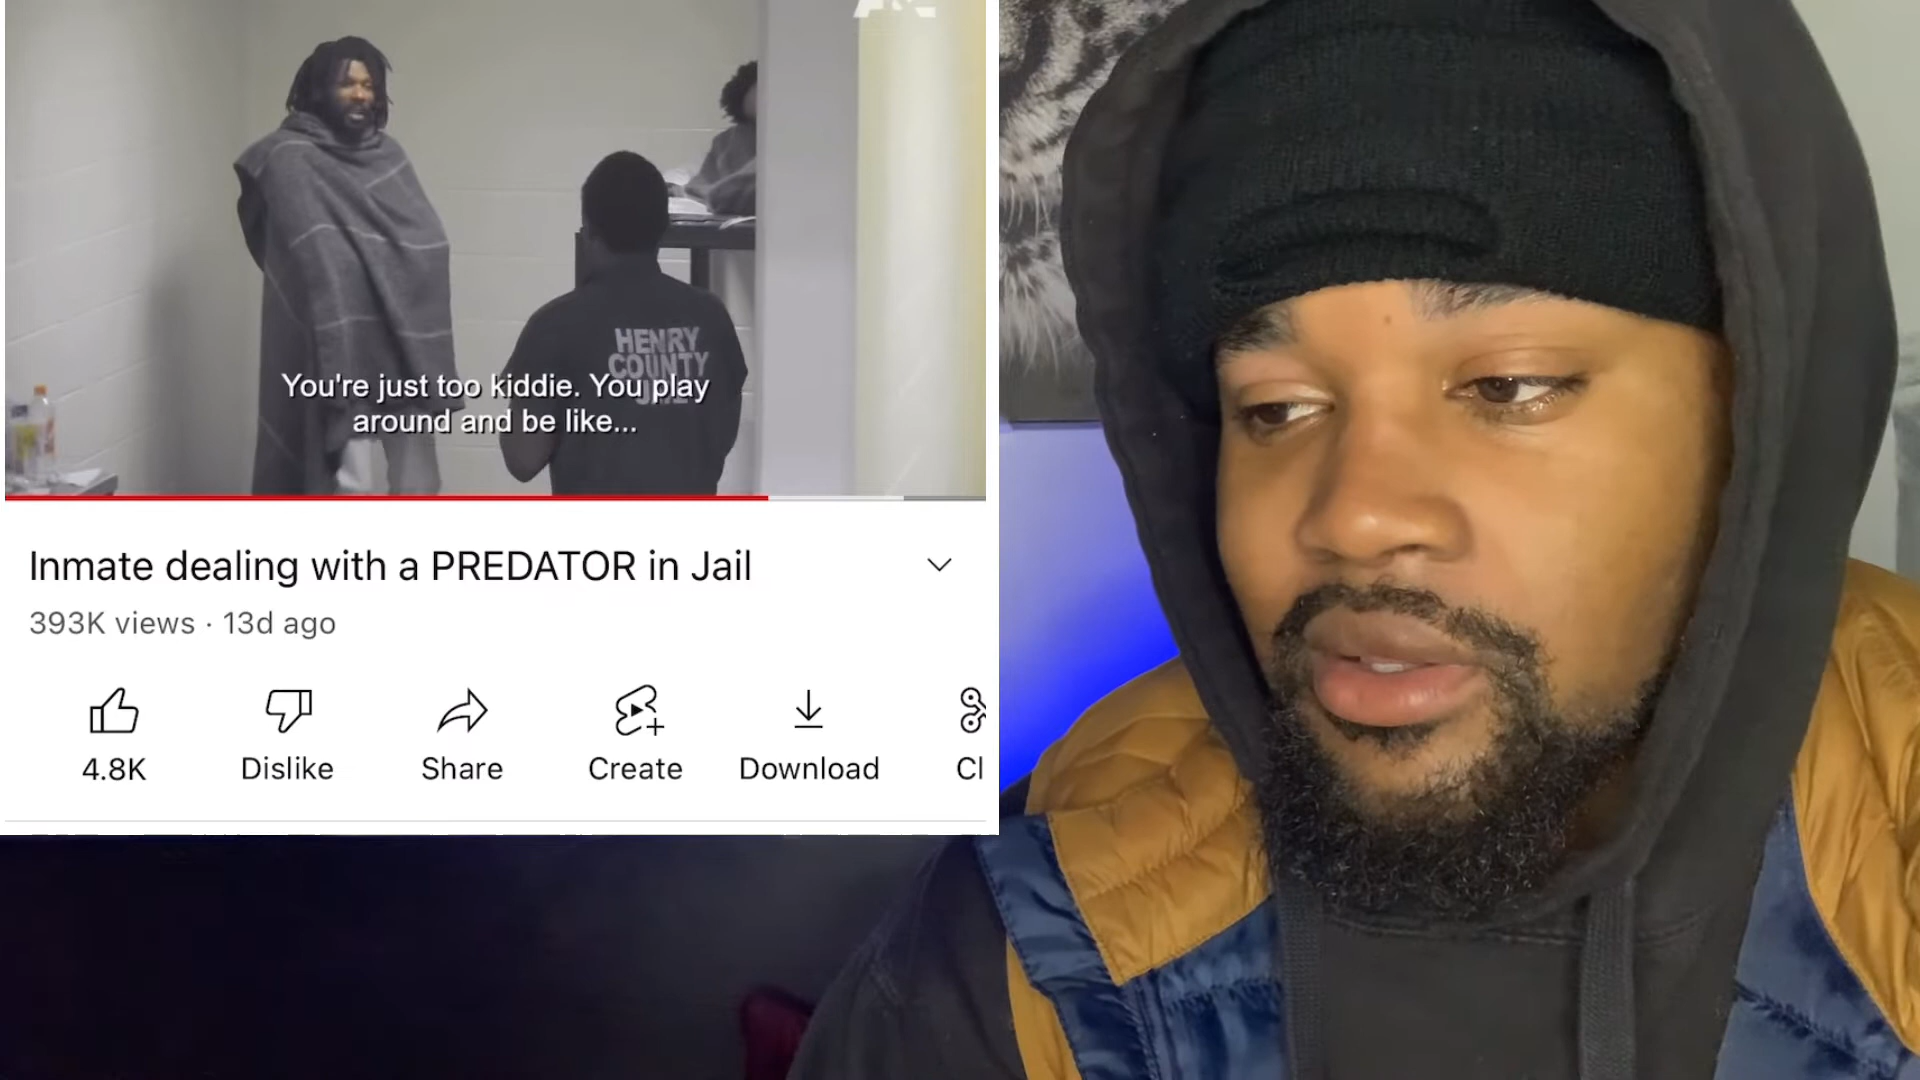 HENRY
COUNTY
You're just too kiddie. You play
around and be like...
Inmate dealing with a PREDATOR in Jail
393K views · 13d ago
4.8K
Dislike
Share
Create
Download
Cl